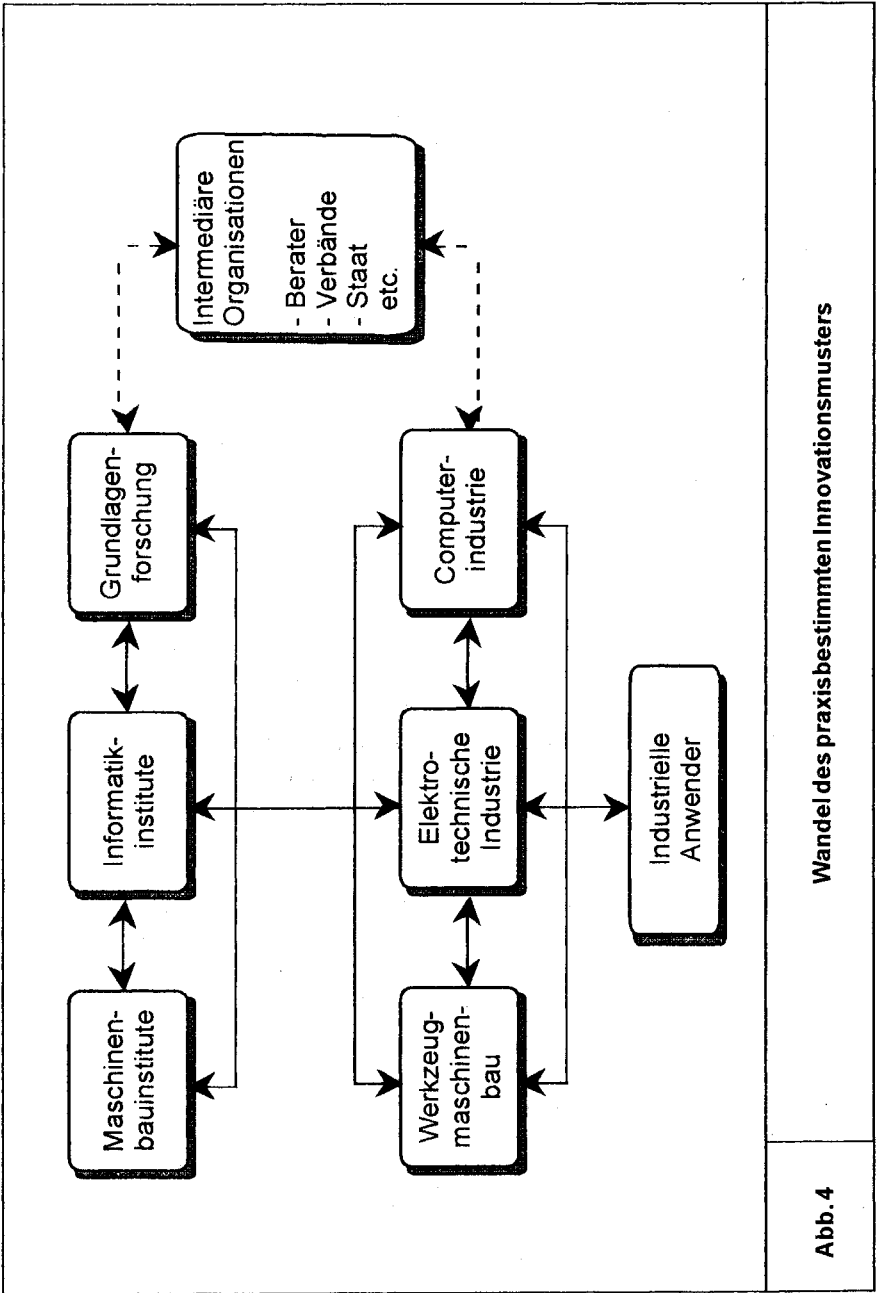 Maschinen-
bauinstitute
Informatik-
institute
Grundlagen-
forschung
Intermediäre
Organisationen
- Berater
- Verbände
- Staat
etc.
Werkzeug-
maschinen-
bau
Elektro-
technische
Industrie
Computer-
industrie
Industrielle
Anwender
Abb. 4
Wandel des praxisbestimmten Innovationsmusters